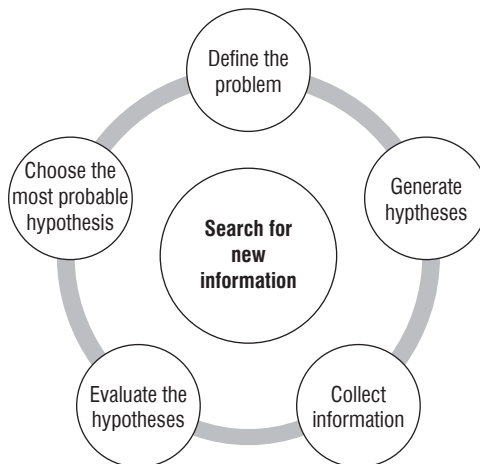 Define the
problem
Generate
hyptheses
Collect
information
Evaluate the
hypotheses
Choose the
most probable
hypothesis
Search for
new
information